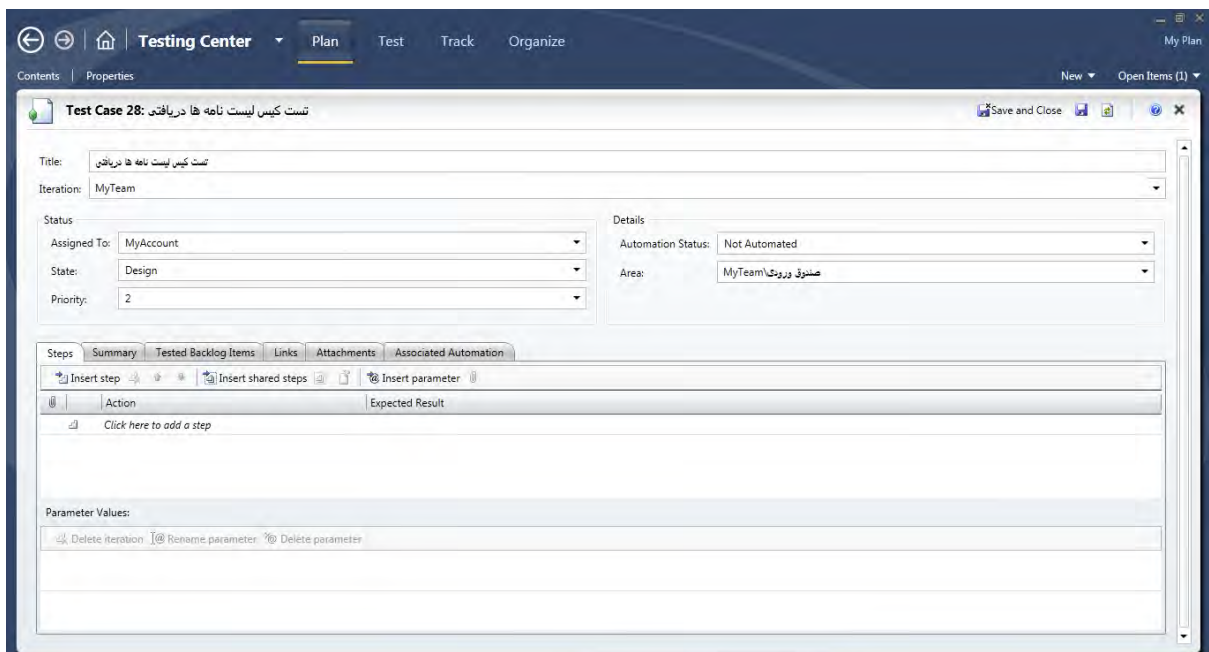 Testing Center Plan Test Track Organize
My Plan
Contents | Properties
New Open Items (1)
Test Case 28: تست کیس لیست نامه ها دریافتی
Save and Close
Title: تست کیس لیست نامه ها دریافتی
Iteration: MyTeam
Status
Details
Assigned To: MyAccount
Automation Status: Not Automated
State: Design
Area: MyTeam\صندوق ورودی
Priority: 2
Steps Summary Tested Backlog Items Links Attachments Associated Automation
Insert step Insert shared steps Insert parameter
Action Expected Result
Click here to add a step
Parameter Values:
Delete iteration Rename parameter Delete parameter